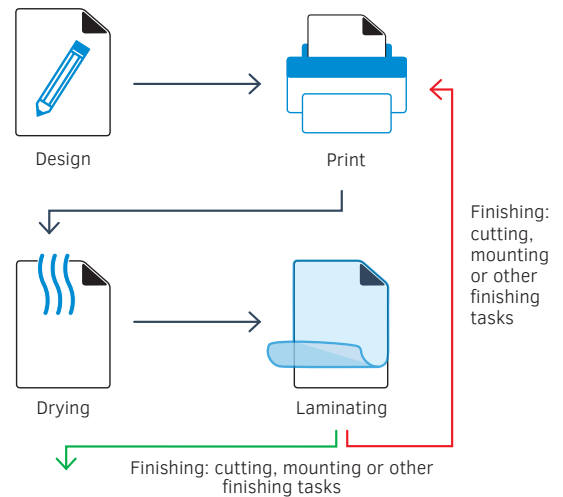 Design
Print
Finishing:
cutting,
mounting
or other
finishing
tasks
Drying
Laminating
Finishing: cutting, mounting or other
finishing tasks